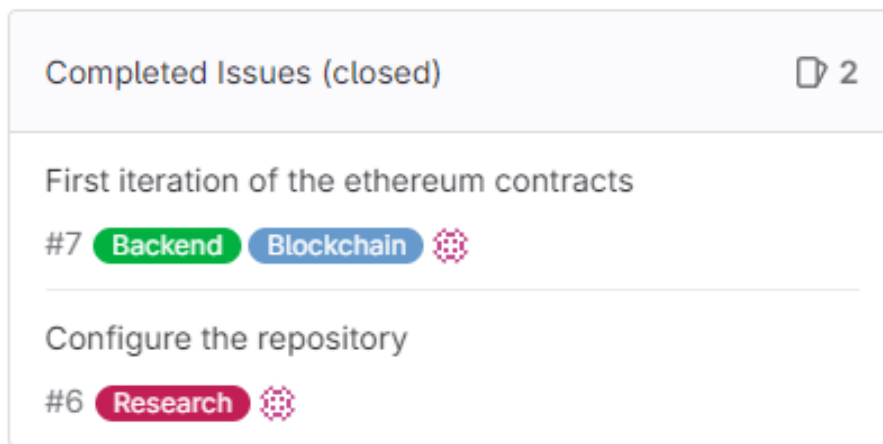 Completed Issues (closed) 2
First iteration of the ethereum contracts
#7 Backend Blockchain
Configure the repository
#6 Research